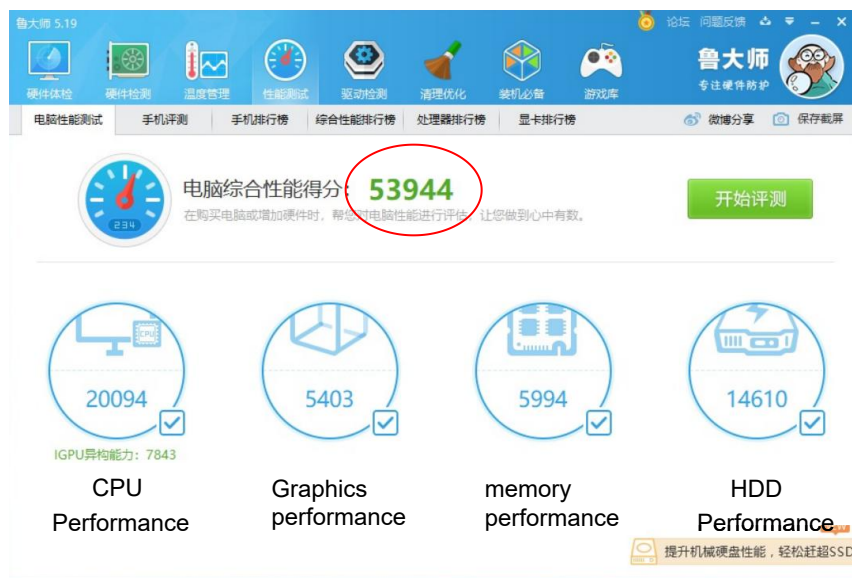 鲁大师 5.19
论坛 问题反馈
硬件体检 硬件检测 温度管理 性能测试 驱动检测 清理优化 装机必备 游戏库
鲁大师
专注硬件防护
电脑性能测试 手机评测 手机排行榜 综合性能排行榜 处理器排行榜 显卡排行榜 微博分享 保存截屏
电脑综合性能得分: 53944
在购买电脑或增加硬件时，帮您对电脑性能进行评估，让您做到心中有数。
234
开始评测
CPU
20094 5403 5994 14610
IGPU异构能力: 7843
CPU Performance
Graphics performance
memory performance
HDD Performance
提升机械硬盘性能，轻松赶超SSD